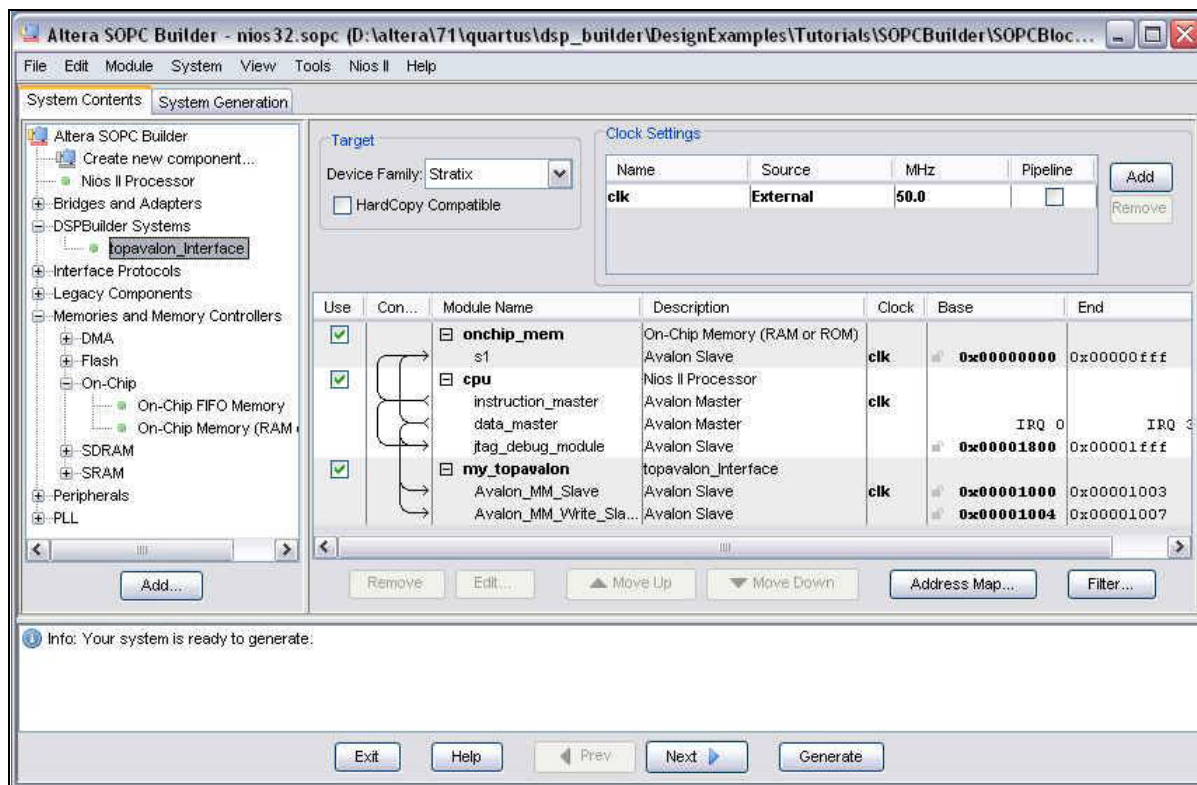 Altera SOPC Builder - nios32.sopc (D:\altera\71\quartus\dsp_builder\DesignExamples\Tutorials\SOPCBuilder\SOPCBloc...
File Edit Module System View Tools Nios II Help
System Contents System Generation
Altera SOPC Builder
Create new component...
Nios II Processor
Bridges and Adapters
DSPBuilder Systems
topavalon_Interface
Interface Protocols
Legacy Components
Memories and Memory Controllers
DMA
Flash
On-Chip
On-Chip FIFO Memory
On-Chip Memory (RAM
SDRAM
SRAM
Peripherals
PLL
Add...
Target
Device Family: Stratix
HardCopy Compatible
Clock Settings
Name Source MHz Pipeline
clk External 50.0
Add
Remove
Use Con... Module Name Description Clock Base End
onchip_mem On-Chip Memory (RAM or ROM)
s1 Avalon Slave clk 0x00000000 0x00000fff
cpu Nios II Processor
instruction_master Avalon Master clk
data_master Avalon Master IRQ 0 IRQ 3
jtag_debug_module Avalon Slave 0x00001800 0x00001fff
my_topavalon topavalon_Interface
Avalon_MM_Slave Avalon Slave clk 0x00001000 0x00001003
Avalon_MM_Write_Sla... Avalon Slave 0x00001004 0x00001007
Remove Edit... Move Up Move Down Address Map... Filter...
Info: Your system is ready to generate.
Exit Help Prev Next Generate